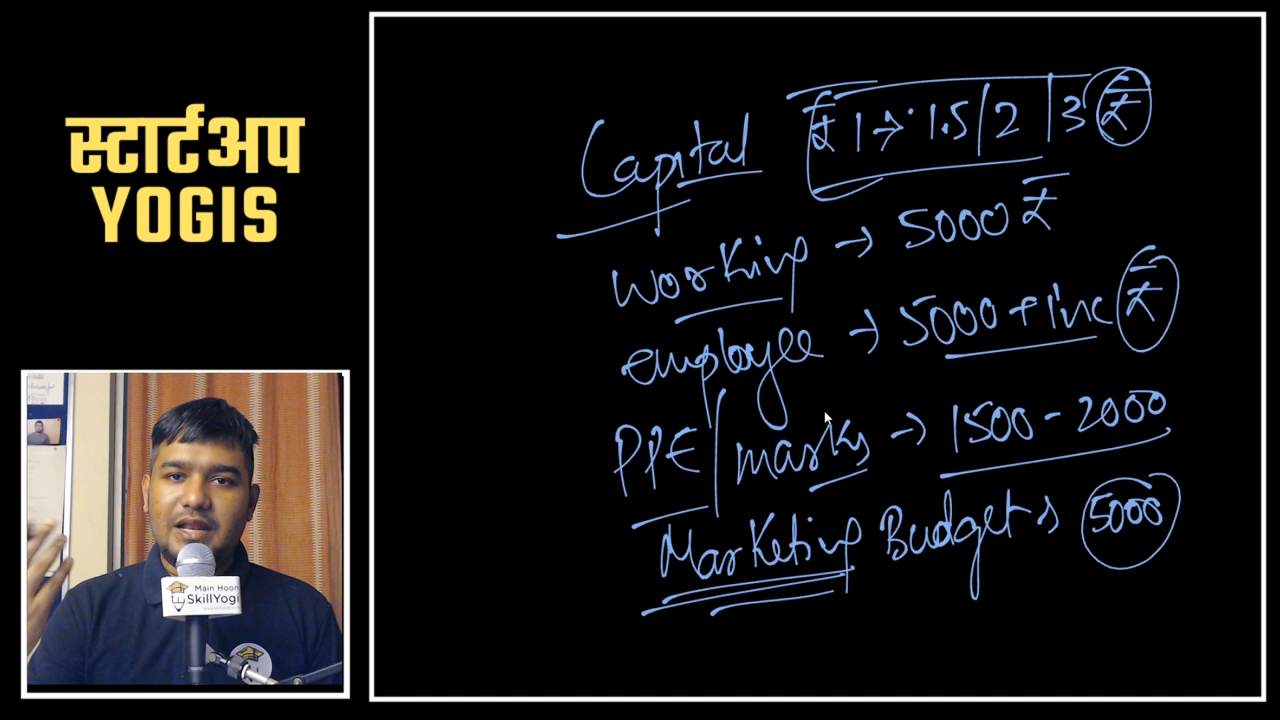 स्टार्टअप
YOGIS
Main Hoon
SkillYogi
Capital ₹ 1 → 1.5 / 2 | 3 ₹
Working → 5000 ₹
employee → 5000 + inc ₹
PPE / masks → 1500 - 2000
Marketing Budget → 5000